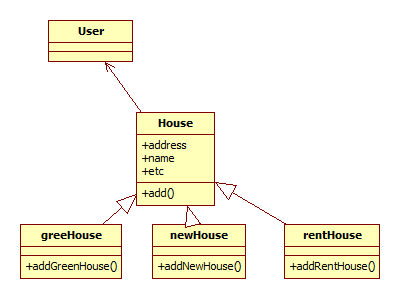 User
House
+address
+name
+etc
+add()
greeHouse
newHouse
rentHouse
+addGreenHouse()
+addNewHouse()
+addRentHouse()